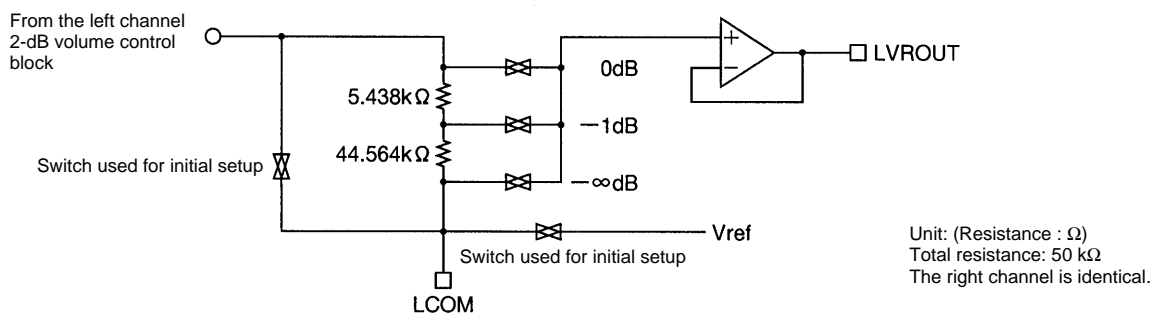 From the left channel
2-dB volume control
block
+
−
LVROUT
0dB
5.438kΩ
−1dB
44.564kΩ
Switch used for initial setup
−∞dB
Vref
Switch used for initial setup
LCOM
Unit: (Resistance : Ω)
Total resistance: 50 kΩ
The right channel is identical.